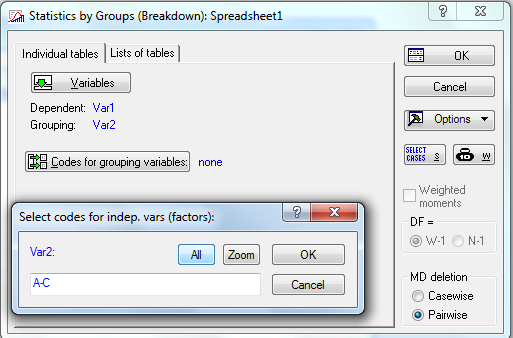 Statistics by Groups (Breakdown): Spreadsheet1
?
Individual tables
Lists of tables
OK
Variables
Cancel
Dependent: Var1
Grouping: Var2
Options
Codes for grouping variables: none
SELECT CASES S
W
Weighted moments
DF =
W-1 N-1
MD deletion
Casewise
Pairwise
Select codes for indep. vars (factors):
?
Var2:
All
Zoom
OK
A-C
Cancel